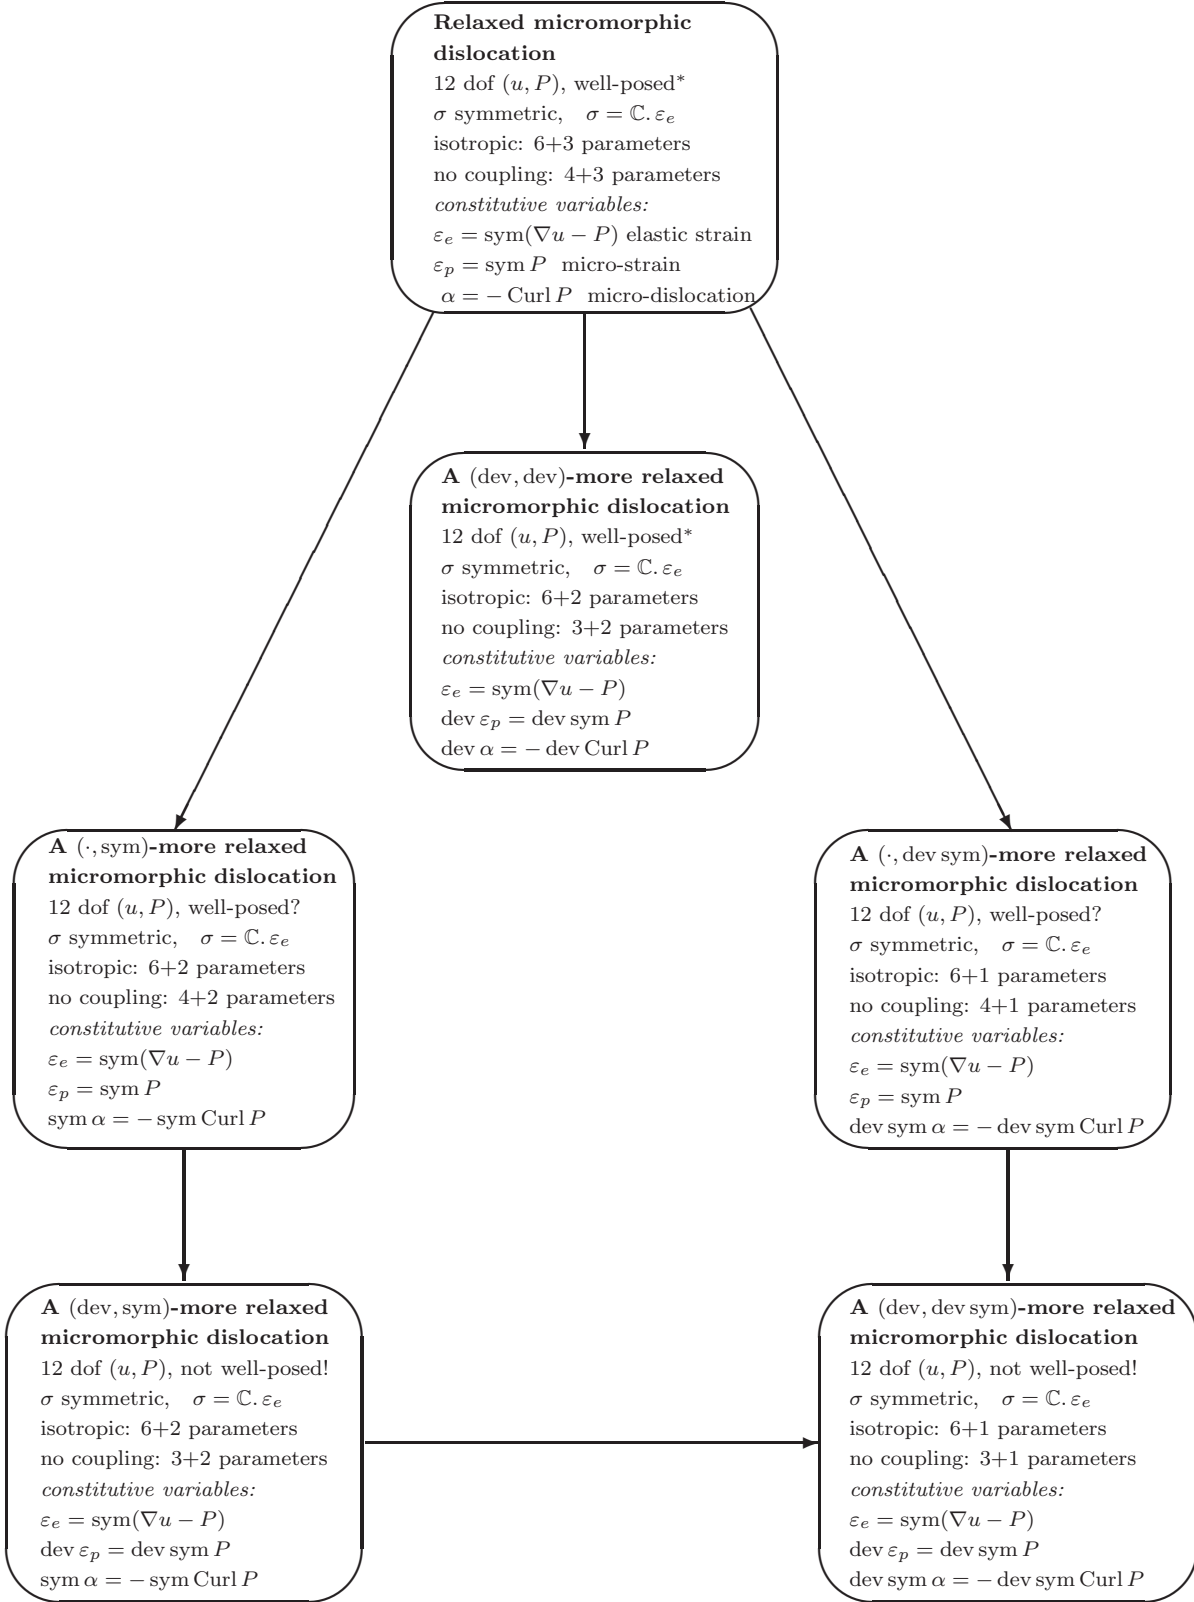 Relaxed micromorphic
dislocation
12 dof (u, P), well-posed*
σ symmetric, σ = ℂ. ε_e
isotropic: 6+3 parameters
no coupling: 4+3 parameters
constitutive variables:
ε_e = sym(∇u − P) elastic strain
ε_p = sym P micro-strain
α = − Curl P micro-dislocation
A (dev, dev)-more relaxed
micromorphic dislocation
12 dof (u, P), well-posed*
σ symmetric, σ = ℂ. ε_e
isotropic: 6+2 parameters
no coupling: 3+2 parameters
constitutive variables:
ε_e = sym(∇u − P)
dev ε_p = dev sym P
dev α = − dev Curl P
A (·, sym)-more relaxed
micromorphic dislocation
12 dof (u, P), well-posed?
σ symmetric, σ = ℂ. ε_e
isotropic: 6+2 parameters
no coupling: 4+2 parameters
constitutive variables:
ε_e = sym(∇u − P)
ε_p = sym P
sym α = − sym Curl P
A (·, dev sym)-more relaxed
micromorphic dislocation
12 dof (u, P), well-posed?
σ symmetric, σ = ℂ. ε_e
isotropic: 6+1 parameters
no coupling: 4+1 parameters
constitutive variables:
ε_e = sym(∇u − P)
ε_p = sym P
dev sym α = − dev sym Curl P
A (dev, sym)-more relaxed
micromorphic dislocation
12 dof (u, P), not well-posed!
σ symmetric, σ = ℂ. ε_e
isotropic: 6+2 parameters
no coupling: 3+2 parameters
constitutive variables:
ε_e = sym(∇u − P)
dev ε_p = dev sym P
sym α = − sym Curl P
A (dev, dev sym)-more relaxed
micromorphic dislocation
12 dof (u, P), not well-posed!
σ symmetric, σ = ℂ. ε_e
isotropic: 6+1 parameters
no coupling: 3+1 parameters
constitutive variables:
ε_e = sym(∇u − P)
dev ε_p = dev sym P
dev sym α = − dev sym Curl P